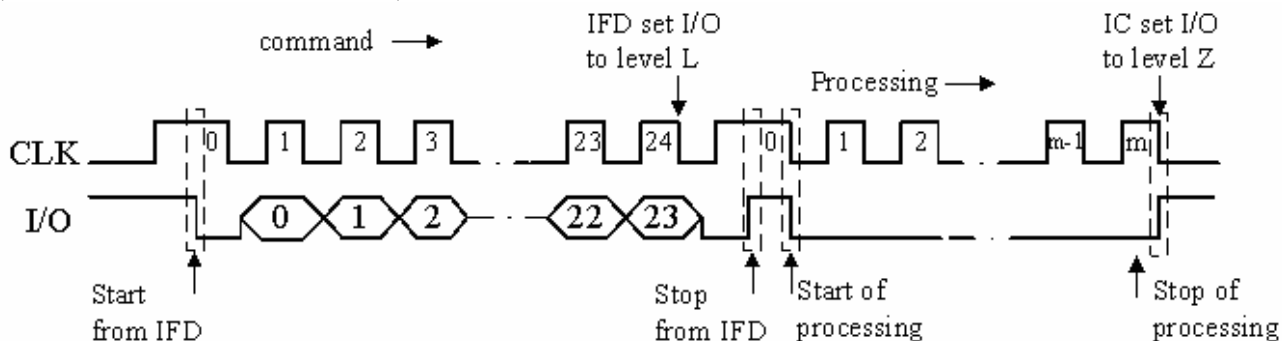 command
IFD set I/O
to level L
Processing
IC set I/O
to level Z
CLK
0 1 2 3 23 24 0 1 2 m-1 m
I/O
0 1 2 22 23
Start
from IFD
Stop
from IFD
Start of
processing
Stop of
processing